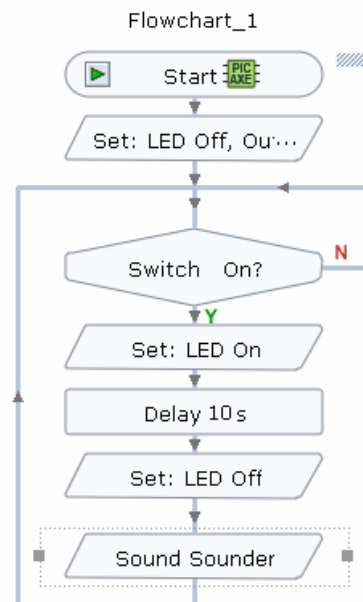 Flowchart_1
Start PIC AXE
Set: LED Off, Ou···
Switch On?
N
Y
Set: LED On
Delay 10s
Set: LED Off
Sound Sounder